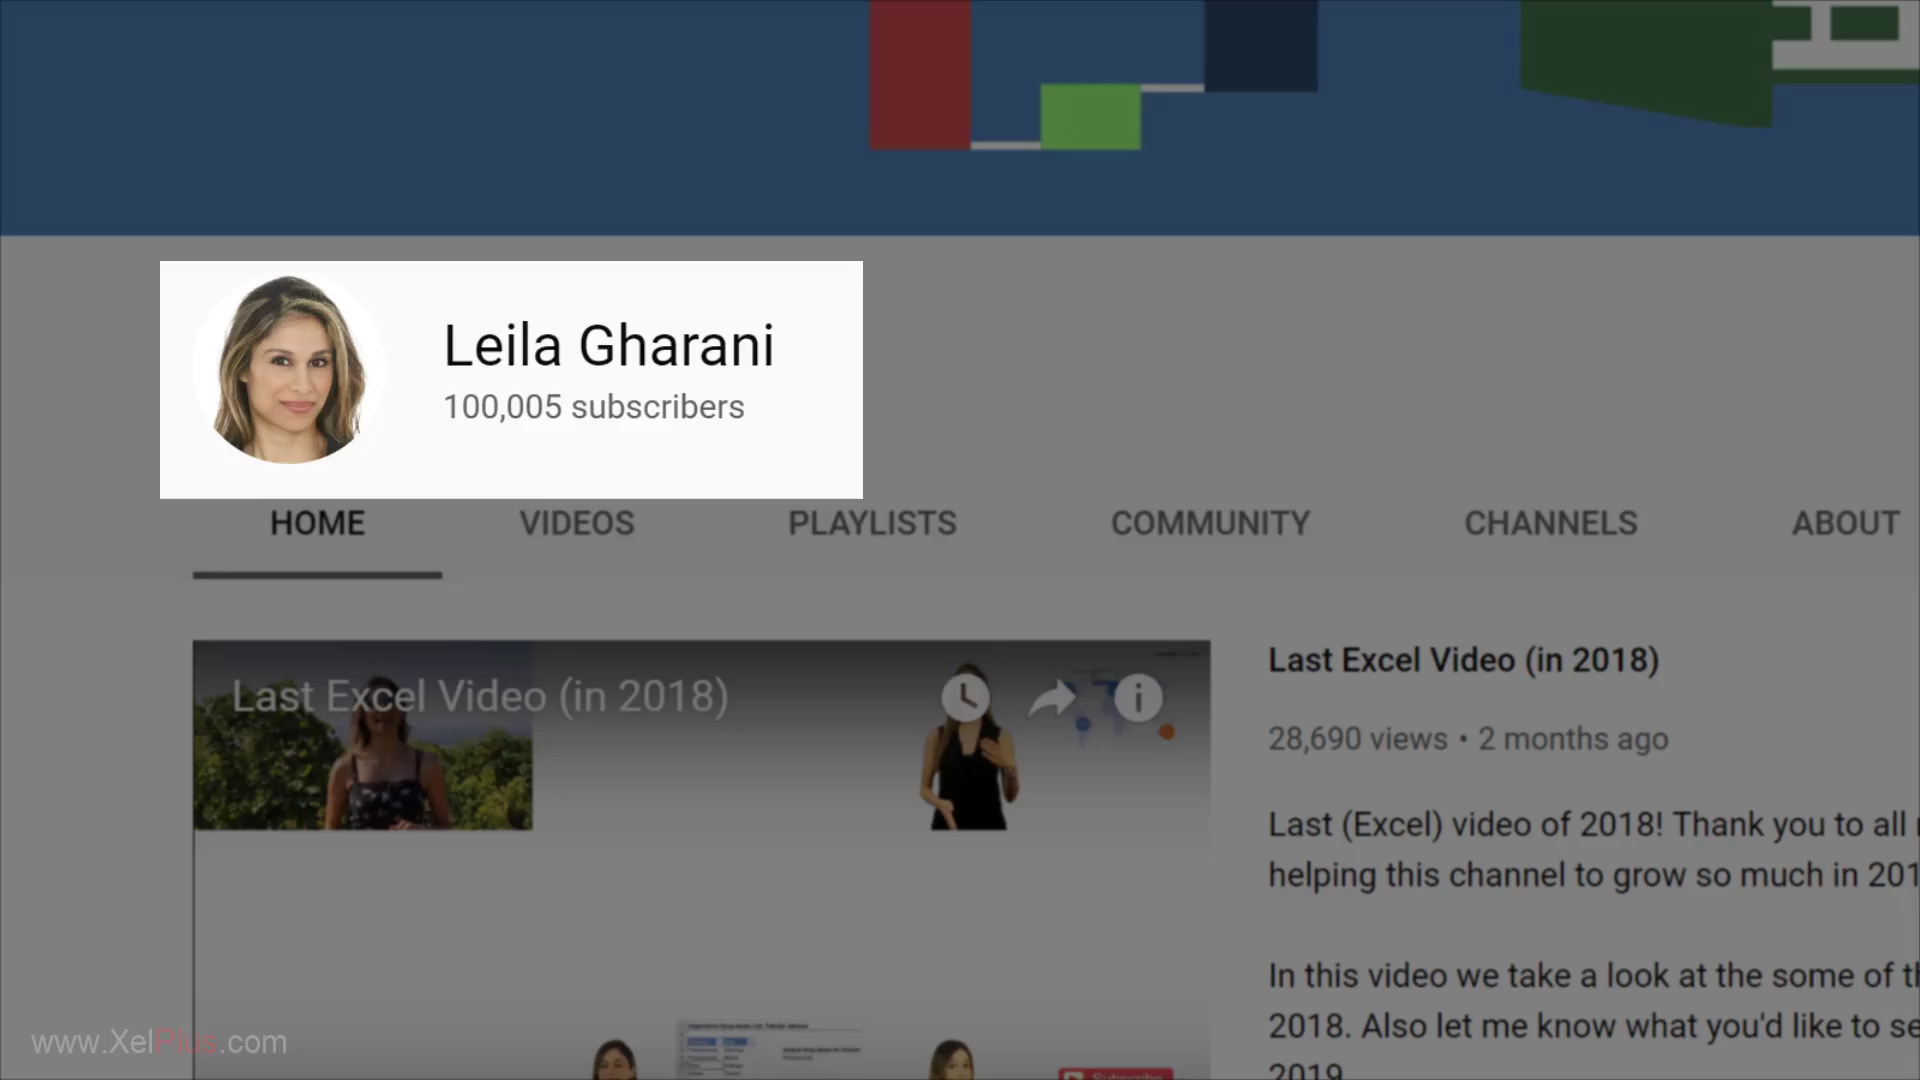 Leila Gharani
100,005 subscribers
HOME VIDEOS PLAYLISTS COMMUNITY CHANNELS ABOUT
Last Excel Video (in 2018)
Last Excel Video (in 2018)
28,690 views • 2 months ago
Last (Excel) video of 2018! Thank you to all
helping this channel to grow so much in 201
In this video we take a look at the some of
2018. Also let me know what you'd like to
2019
Subscribe
www.XelPlus.com